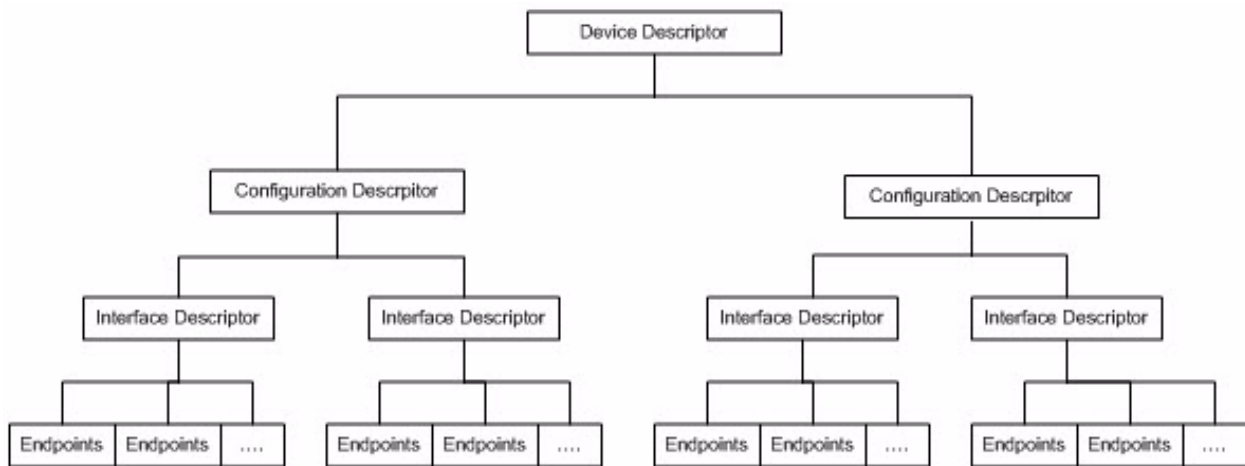 Device Descriptor
Configuration Descrpitor
Configuration Descrpitor
Interface Descriptor
Interface Descriptor
Interface Descriptor
Interface Descriptor
Endpoints Endpoints ....
Endpoints Endpoints ....
Endpoints Endpoints ....
Endpoints Endpoints ....